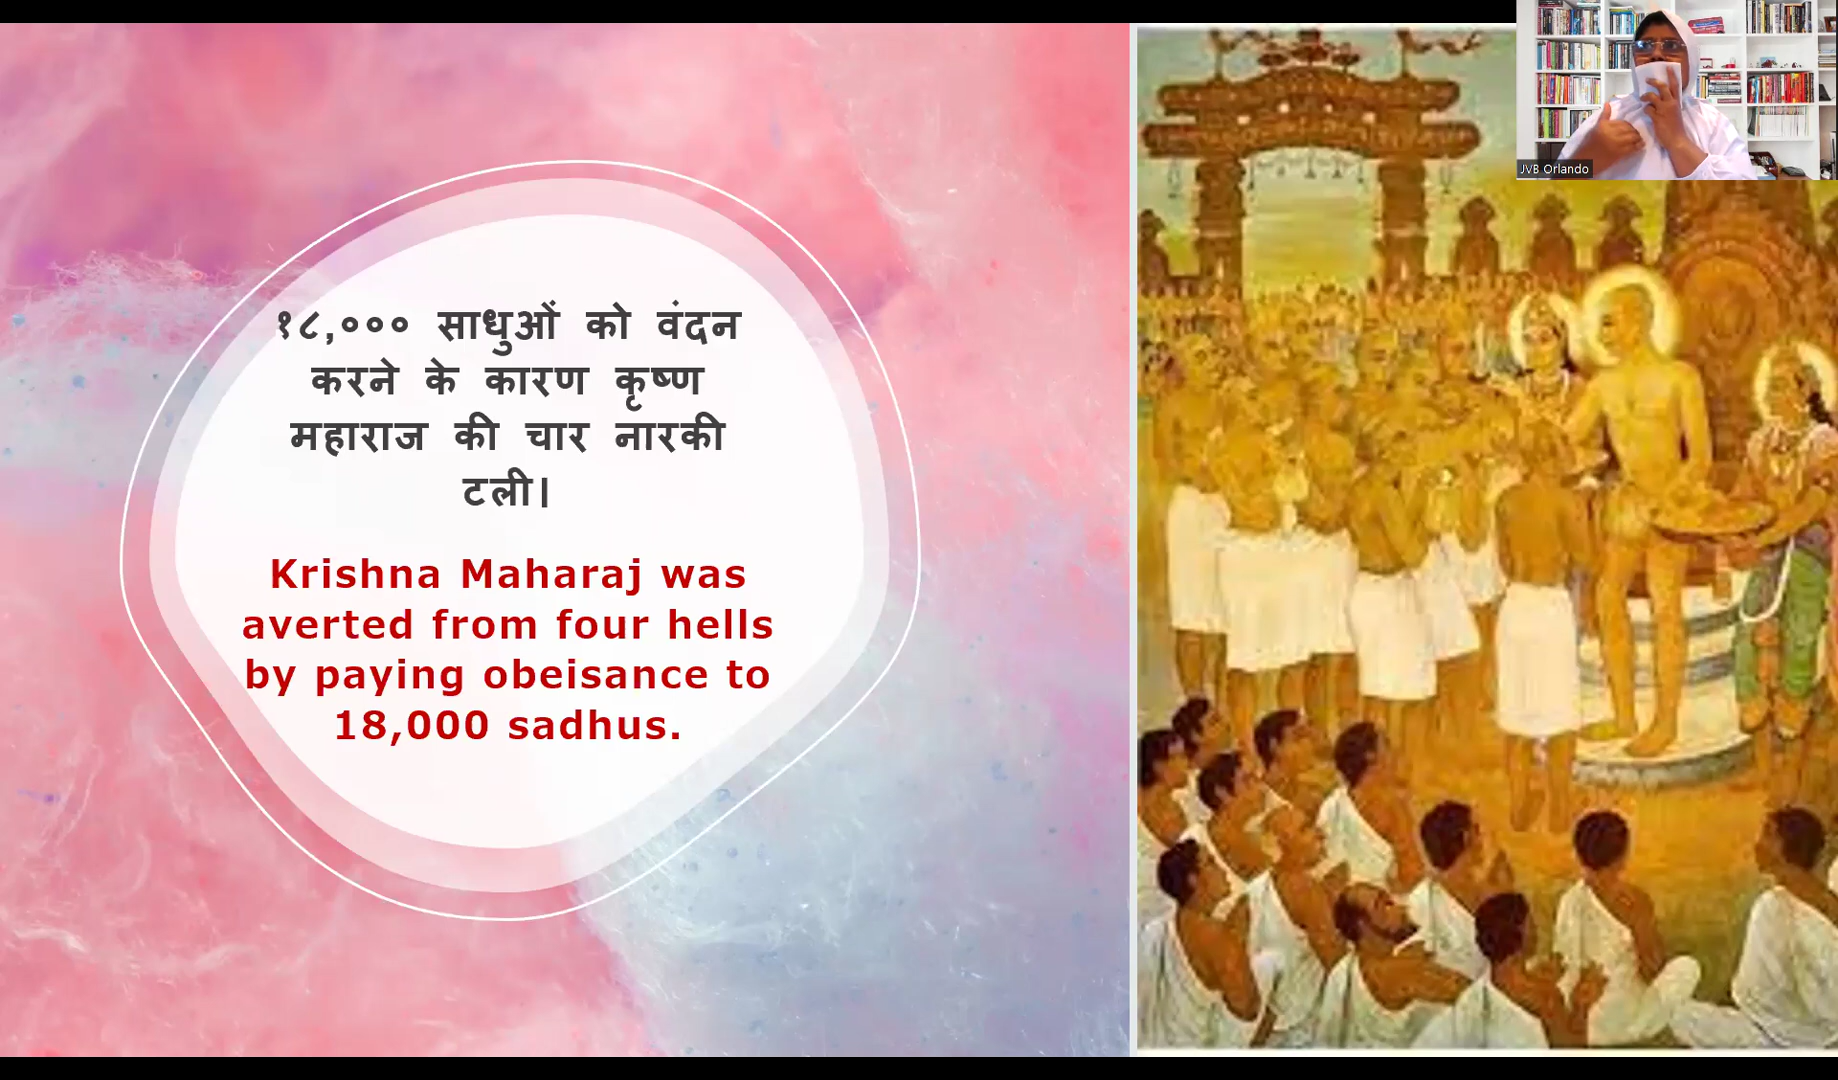 १८,००० साधुओं को वंदन
करने के कारण कृष्ण
महाराज की चार नारकी
टली।
Krishna Maharaj was
averted from four hells
by paying obeisance to
18,000 sadhus.
JVB Orlando